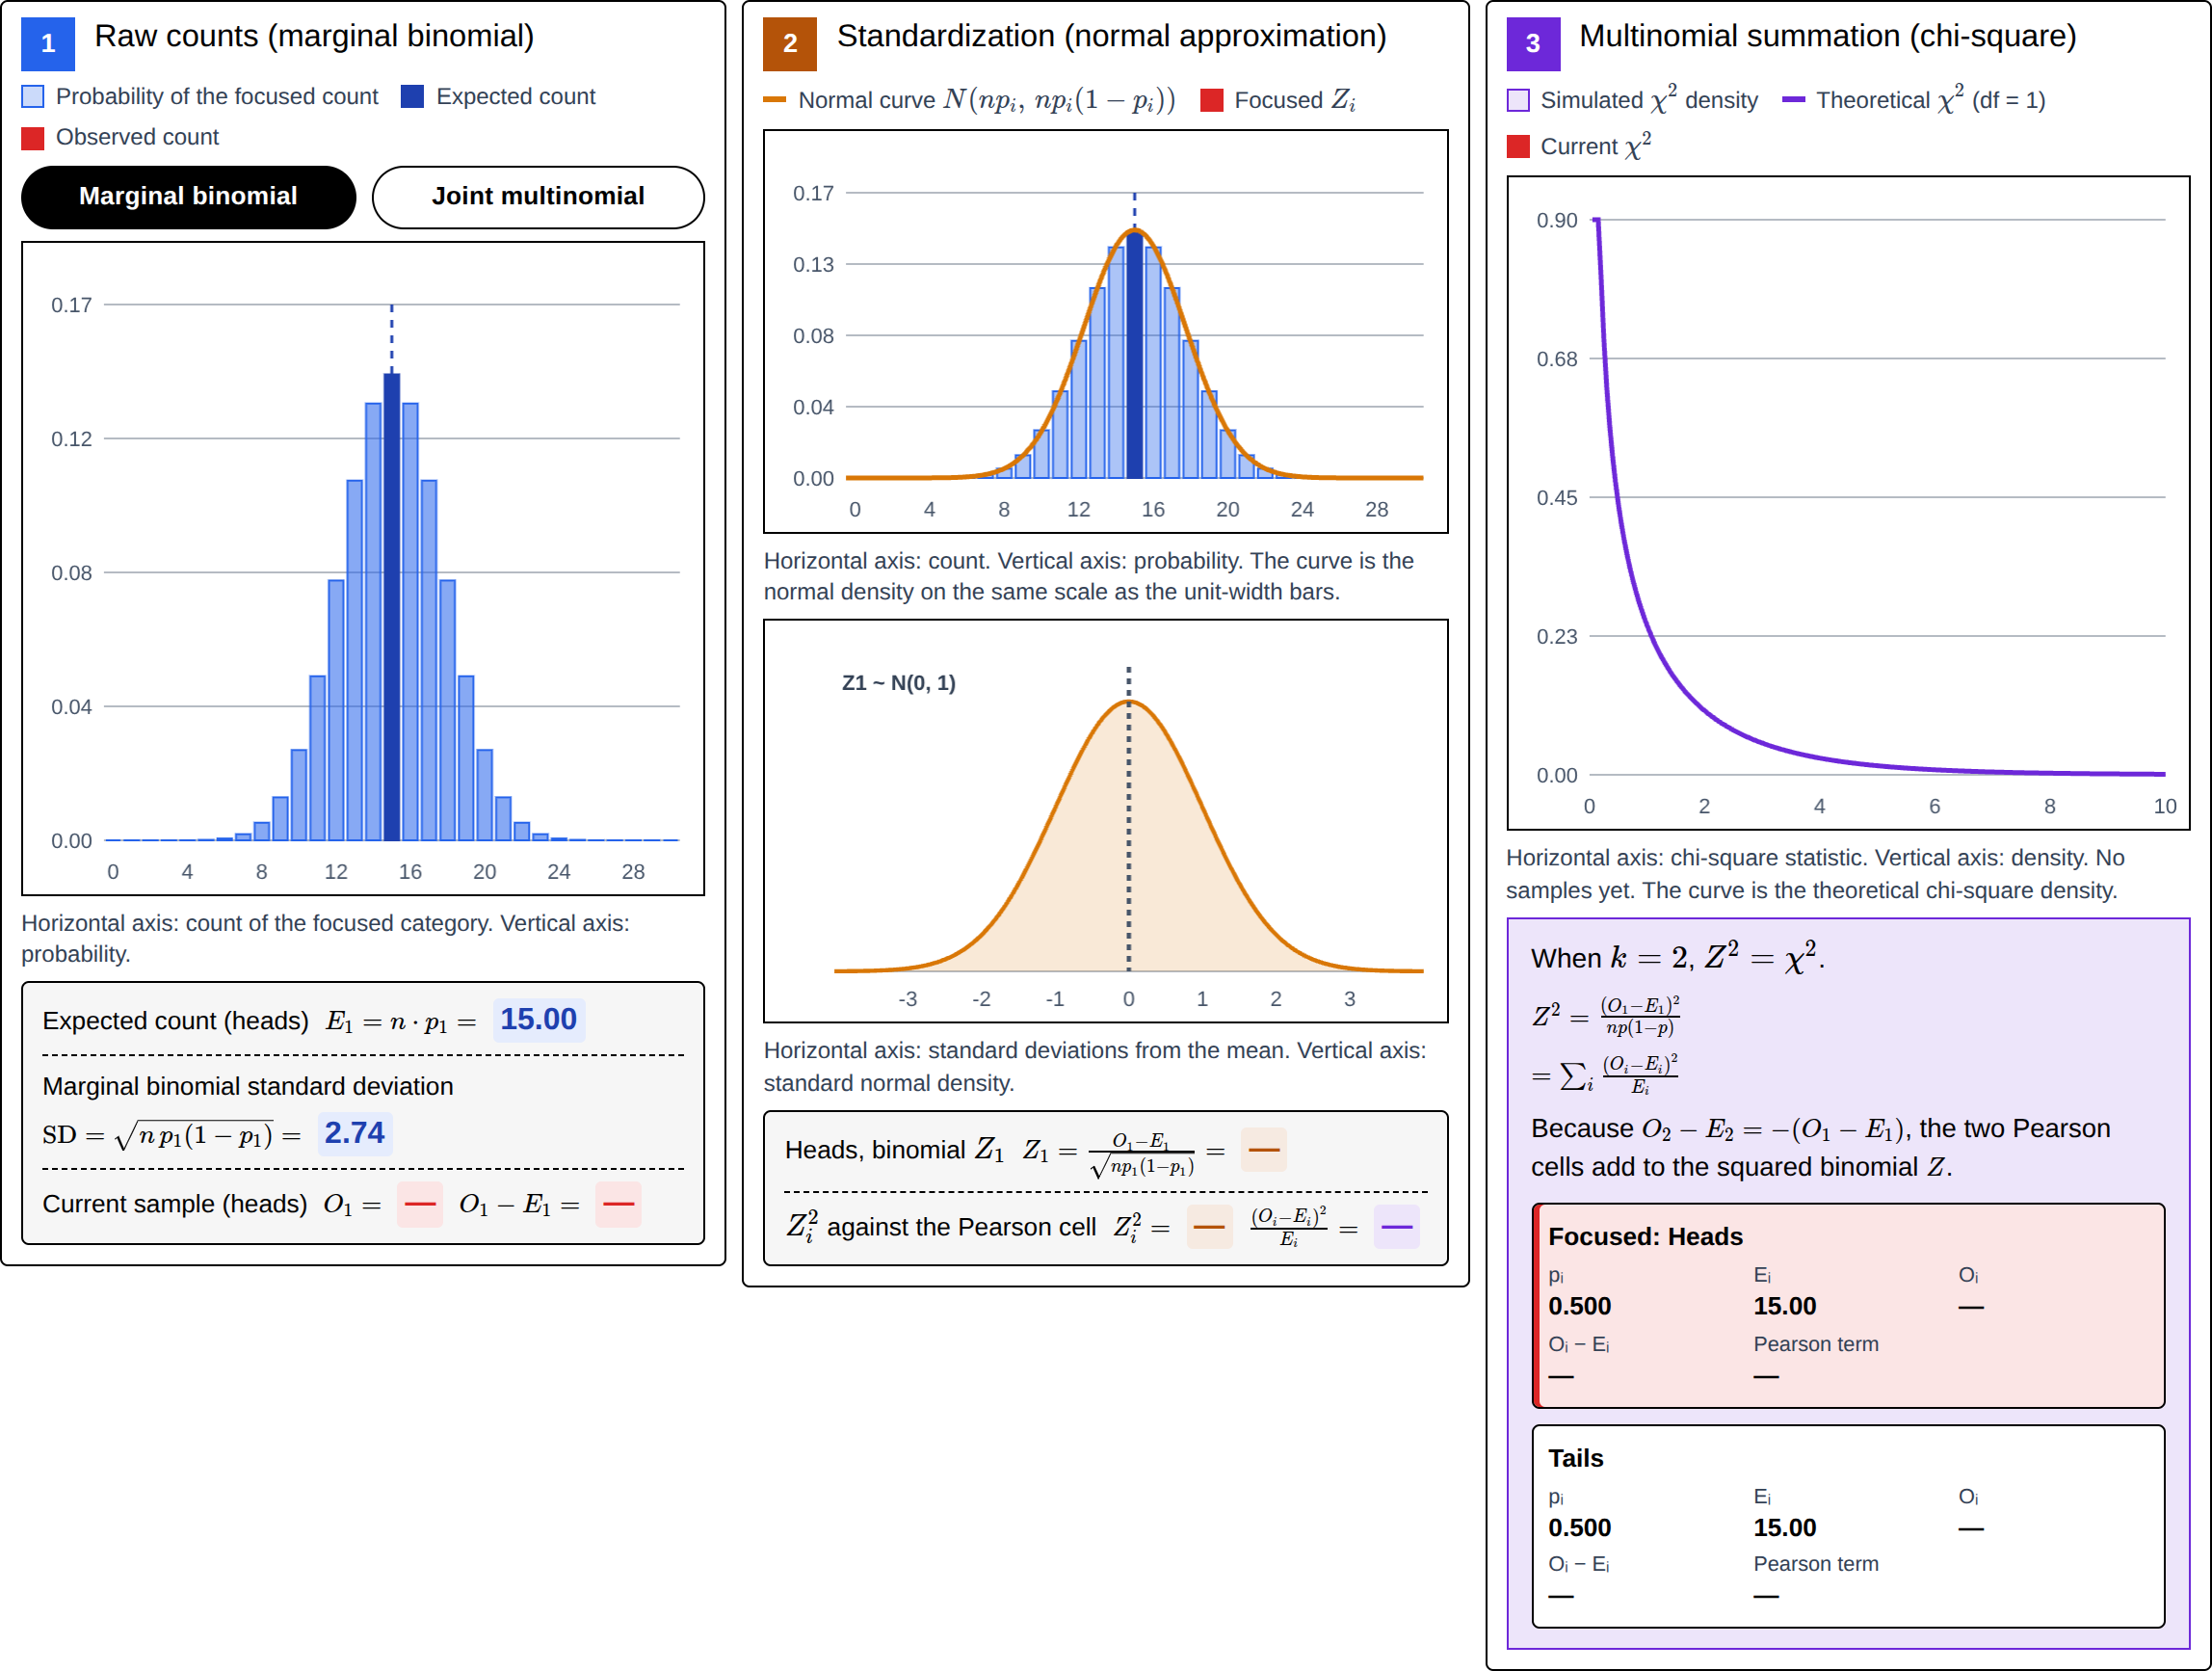 1 Raw counts (marginal binomial)
Probability of the focused count Expected count
Observed count
Marginal binomial Joint multinomial
0.17
0.12
0.08
0.04
0.00
0 4 8 12 16 20 24 28
Horizontal axis: count of the focused category. Vertical axis:
probability.
Expected count (heads) E₁ = n · p₁ = 15.00
Marginal binomial standard deviation
SD = √(n p₁(1 − p₁)) = 2.74
Current sample (heads) O₁ = — O₁ − E₁ = —
2 Standardization (normal approximation)
Normal curve N(npᵢ, npᵢ(1 − pᵢ)) Focused Zᵢ
0.17
0.13
0.08
0.04
0.00
0 4 8 12 16 20 24 28
Horizontal axis: count. Vertical axis: probability. The curve is the
normal density on the same scale as the unit-width bars.
Z1 ~ N(0, 1)
-3 -2 -1 0 1 2 3
Horizontal axis: standard deviations from the mean. Vertical axis:
standard normal density.
Heads, binomial Z₁ Z₁ = (O₁−E₁)/√(np₁(1−p₁)) = —
Zᵢ² against the Pearson cell Zᵢ² = — (Oᵢ−Eᵢ)²/Eᵢ = —
3 Multinomial summation (chi-square)
Simulated χ² density Theoretical χ² (df = 1)
Current χ²
0.90
0.68
0.45
0.23
0.00
0 2 4 6 8 10
Horizontal axis: chi-square statistic. Vertical axis: density. No
samples yet. The curve is the theoretical chi-square density.
When k = 2, Z² = χ².
Z² = (O₁−E₁)²/np(1−p)
= ∑ᵢ (Oᵢ−Eᵢ)²/Eᵢ
Because O₂ − E₂ = −(O₁ − E₁), the two Pearson
cells add to the squared binomial Z.
Focused: Heads
pᵢ Eᵢ Oᵢ
0.500 15.00 —
Oᵢ − Eᵢ Pearson term
— —
Tails
pᵢ Eᵢ Oᵢ
0.500 15.00 —
Oᵢ − Eᵢ Pearson term
— —